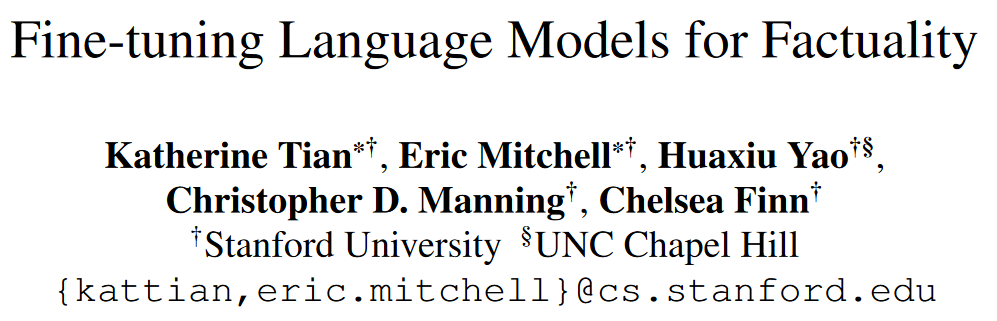 Fine-tuning Language Models for Factuality
Katherine Tian*†, Eric Mitchell*†, Huaxiu Yao†§,
Christopher D. Manning†, Chelsea Finn†
†Stanford University §UNC Chapel Hill
{kattian,eric.mitchell}@cs.stanford.edu